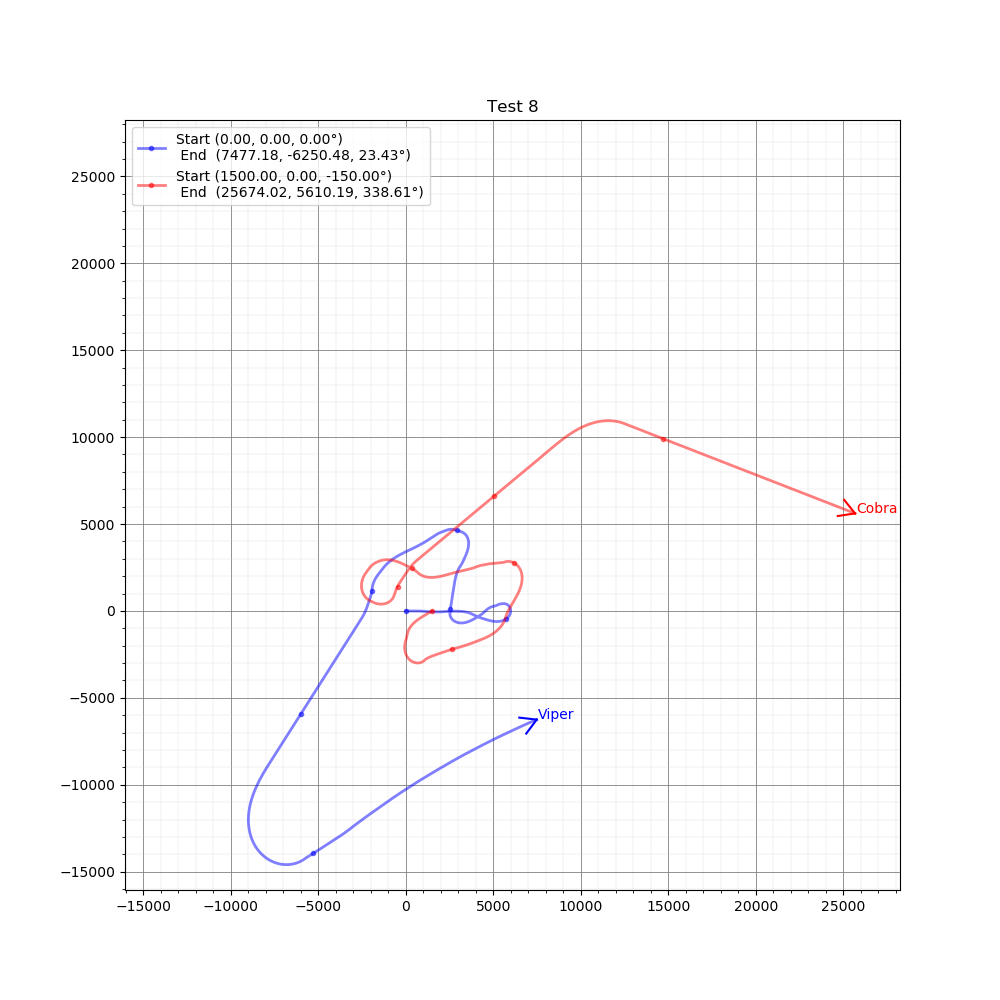 Test 8
Start (0.00, 0.00, 0.00°)
End (7477.18, -6250.48, 23.43°)
Start (1500.00, 0.00, -150.00°)
End (25674.02, 5610.19, 338.61°)
25000
20000
15000
10000
5000
0
−5000
−10000
−15000
Cobra
Viper
−15000 −10000 −5000 0 5000 10000 15000 20000 25000